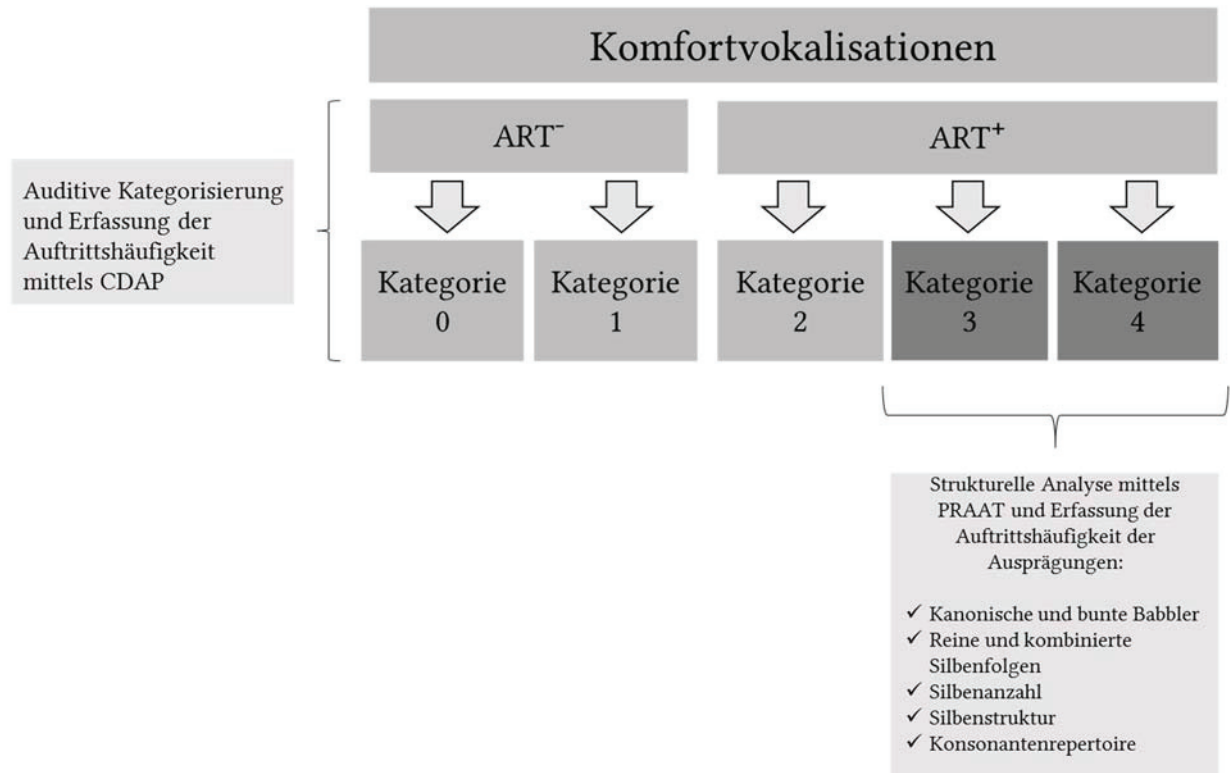 Komfortvokalisationen
ART⁻
ART⁺
Auditive Kategorisierung
und Erfassung der
Auftrittshäufigkeit
mittels CDAP
Kategorie
0
Kategorie
1
Kategorie
2
Kategorie
3
Kategorie
4
Strukturelle Analyse mittels
PRAAT und Erfassung der
Auftrittshäufigkeit der
Ausprägungen:
✓ Kanonische und bunte Babbler
✓ Reine und kombinierte
Silbenfolgen
✓ Silbenanzahl
✓ Silbenstruktur
✓ Konsonantenrepertoire